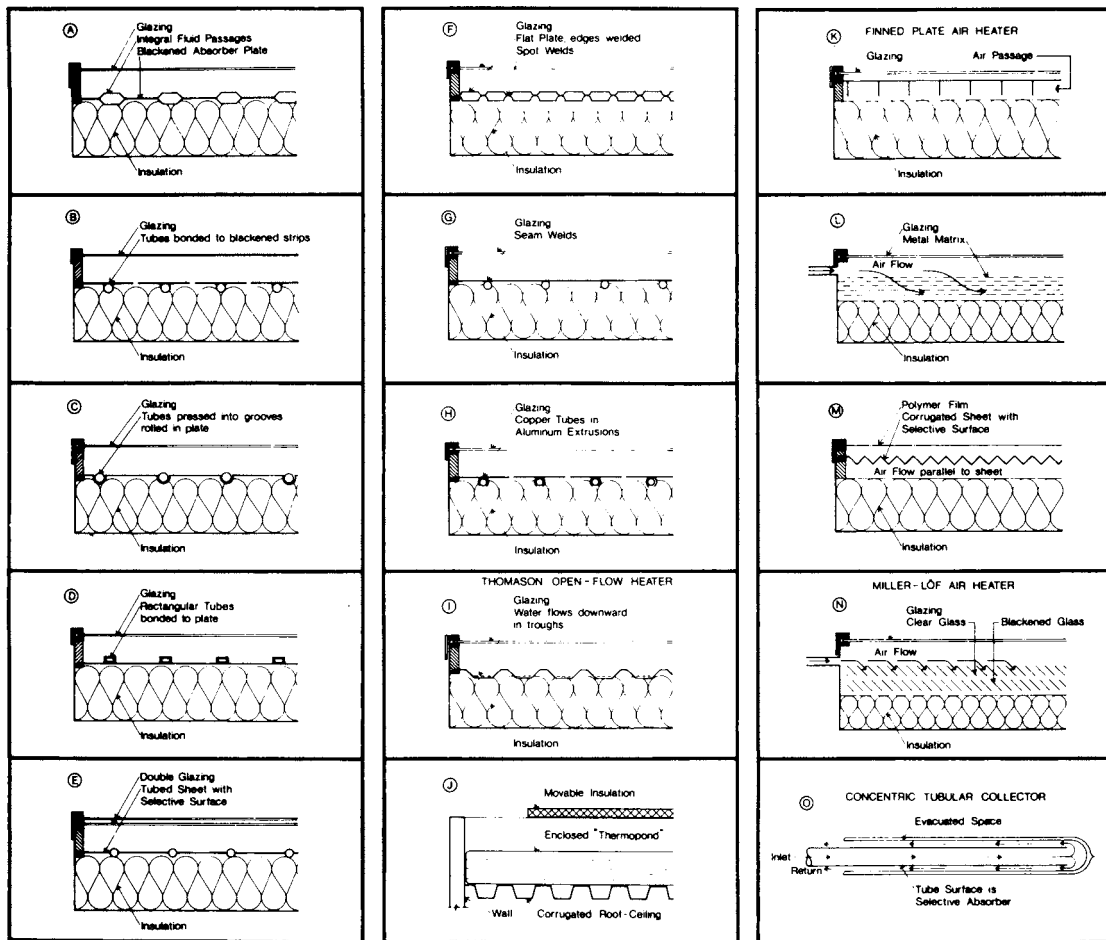 A
Glazing
Integral Fluid Passages
Blackened Absorber Plate
Insulation
B
Glazing
Tubes bonded to blackened strips
Insulation
C
Glazing
Tubes pressed into grooves
rolled in plate
Insulation
D
Glazing
Rectangular Tubes
bonded to plate
Insulation
E
Double Glazing
Tubed Sheet with
Selective Surface
Insulation
F
Glazing
Flat Plate, edges welded
Spot Welds
Insulation
G
Glazing
Seam Welds
Insulation
H
Glazing
Copper Tubes in
Aluminum Extrusions
Insulation
THOMASON OPEN-FLOW HEATER
I
Glazing
Water flows downward
in troughs
Insulation
J
Movable Insulation
Enclosed "Thermopond"
Wall Corrugated Roof-Ceiling
FINNED PLATE AIR HEATER
K
Glazing Air Passage
Insulation
L
Glazing
Metal Matrix
Air Flow
Insulation
M
Polymer Film
Corrugated Sheet with
Selective Surface
Air Flow parallel to sheet
Insulation
MILLER-LÖF AIR HEATER
N
Glazing
Clear Glass Blackened Glass
Air Flow
Insulation
O
CONCENTRIC TUBULAR COLLECTOR
Evacuated Space
Inlet
Return
Tube Surface is
Selective Absorber